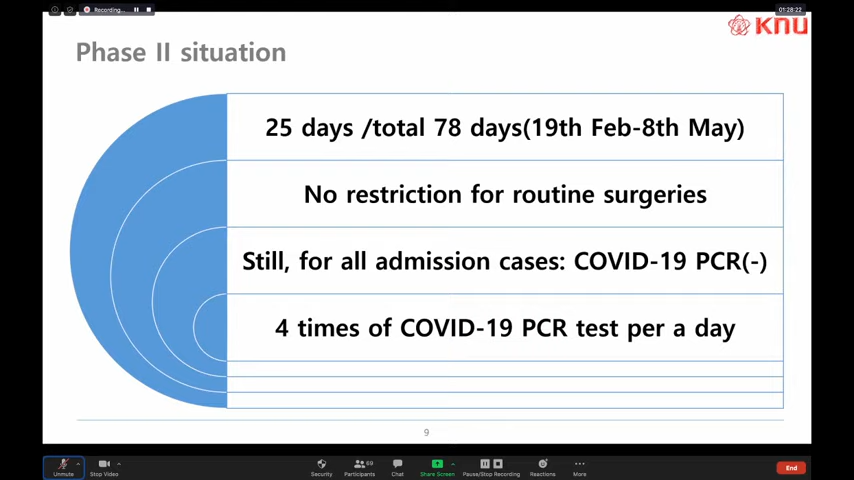 Recording...
01:28:22
KNU
Phase II situation
25 days /total 78 days(19th Feb-8th May)
No restriction for routine surgeries
Still, for all admission cases: COVID-19 PCR(-)
4 times of COVID-19 PCR test per a day
9
Unmute
Stop Video
Security
Participants
69
Chat
Share Screen
Pause/Stop Recording
Reactions
More
End